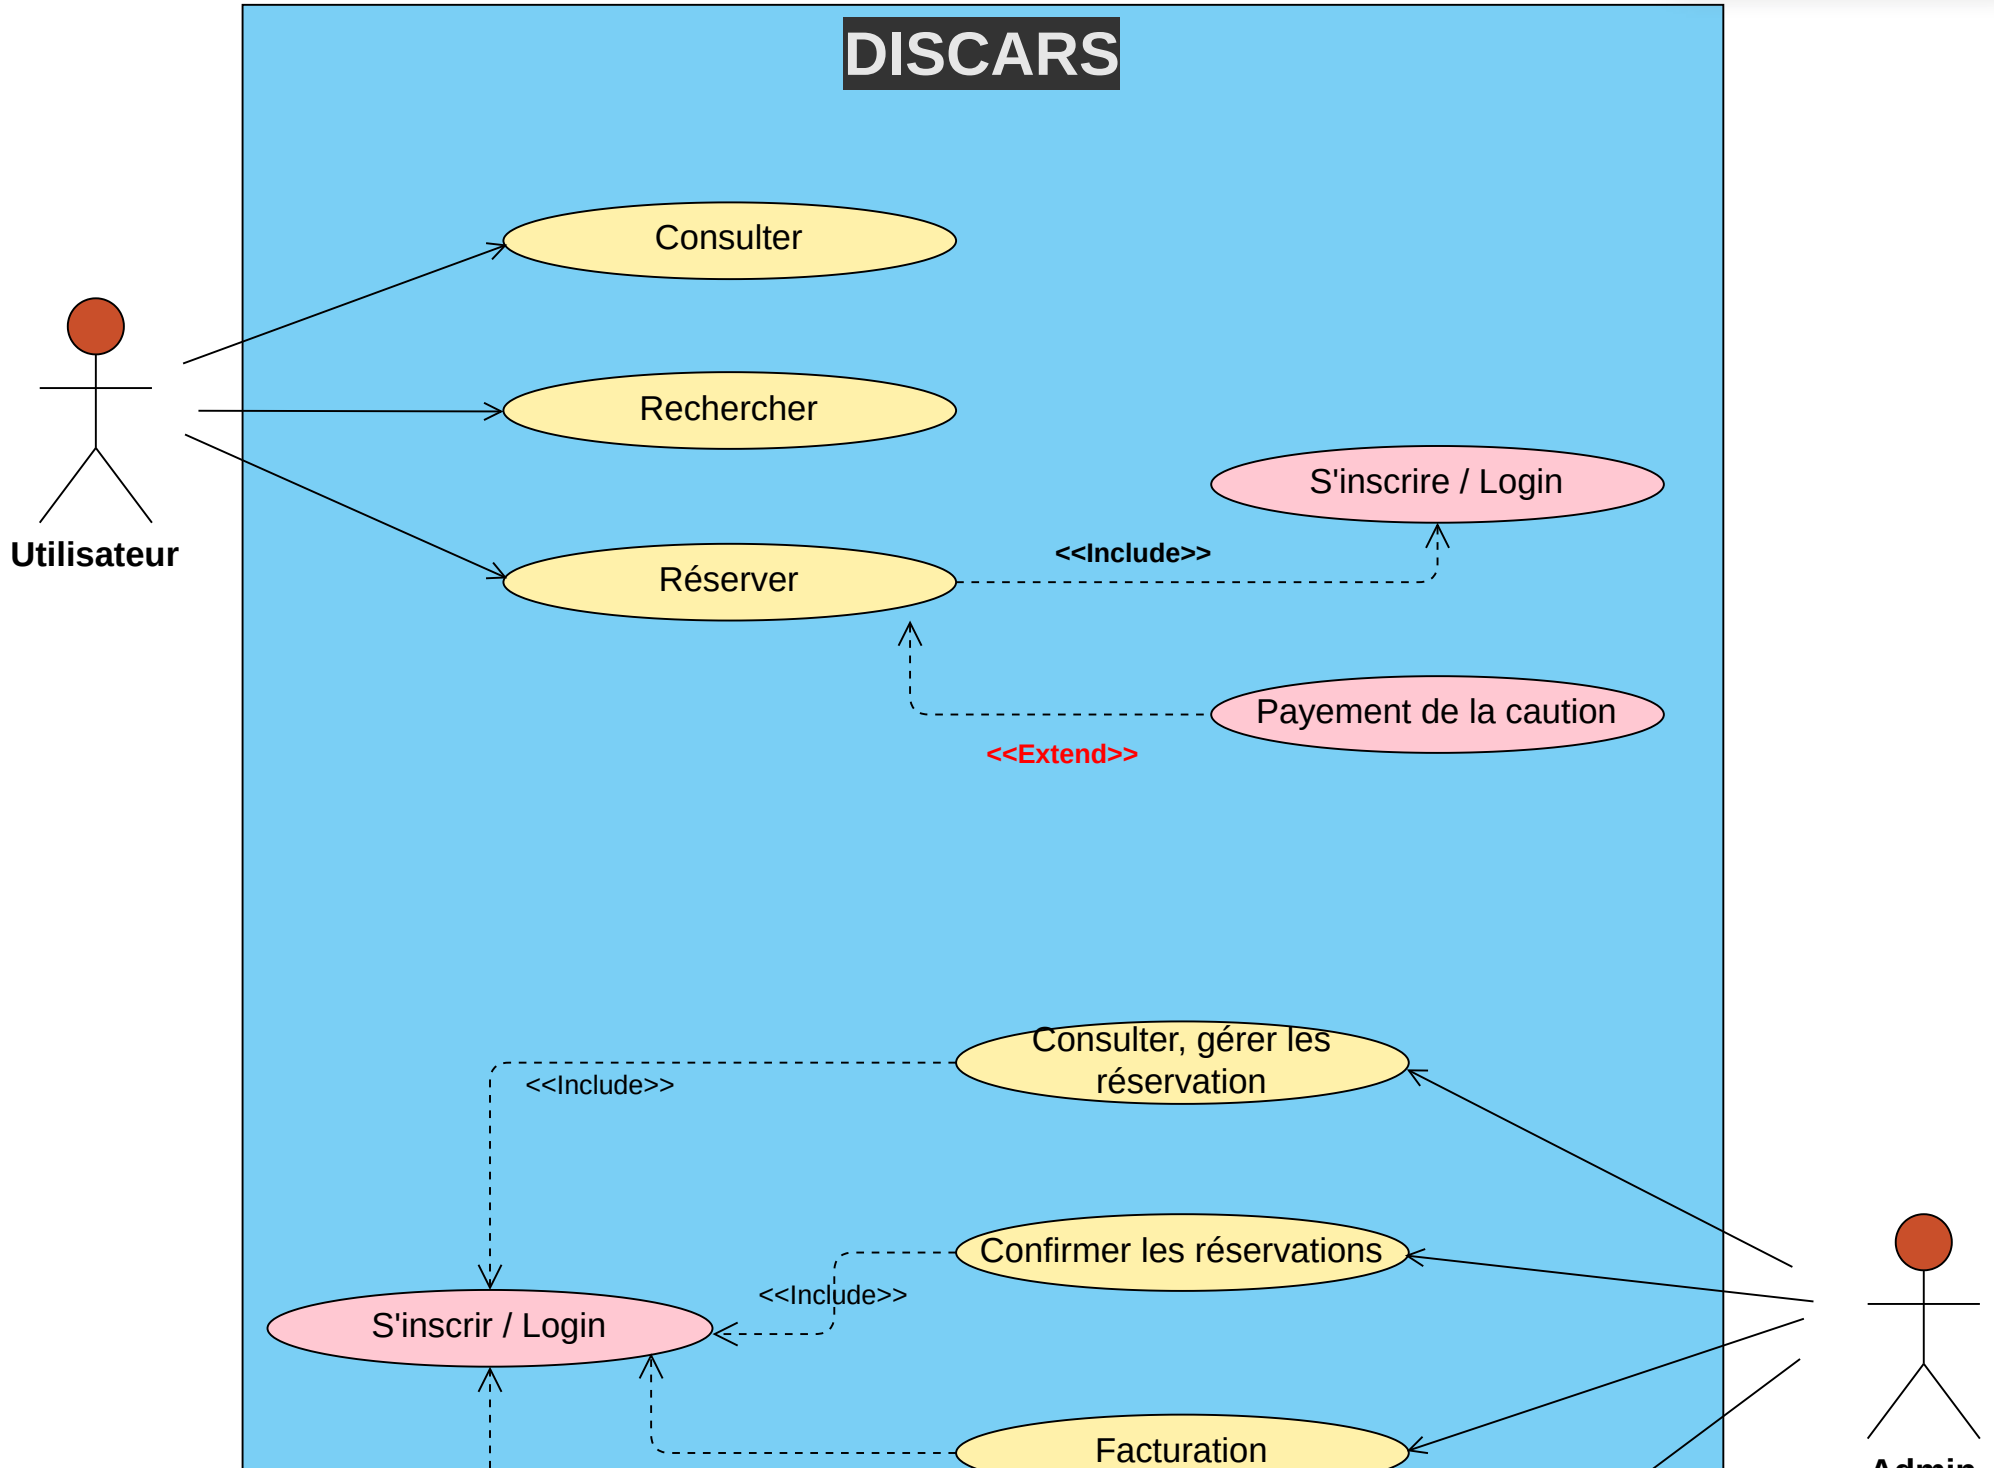 DISCARS
Consulter
Rechercher
S'inscrire / Login
<<Include>>
Utilisateur
Réserver
Payement de la caution
<<Extend>>
Consulter, gérer les
réservation
<<Include>>
Confirmer les réservations
<<Include>>
S'inscrir / Login
Facturation
Admin